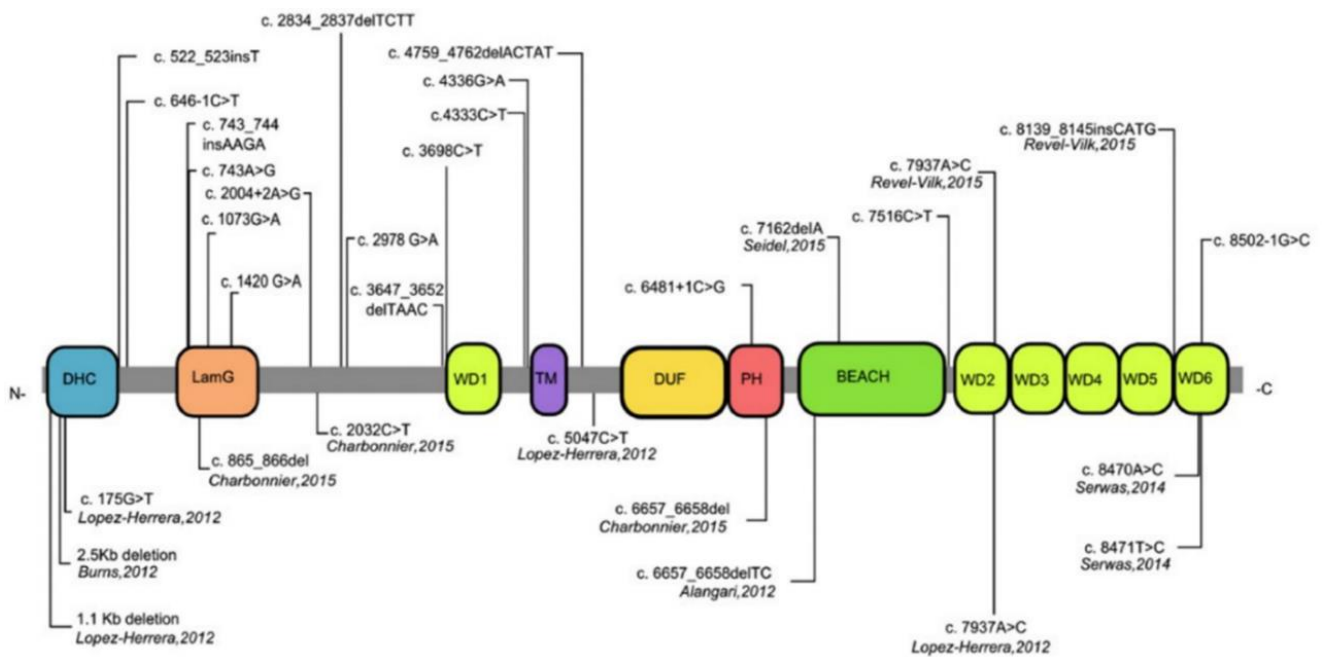 c. 2834_2837delTCTT
c. 522_523insT
c. 4759_4762delACTAT
c. 4336G>A
c. 646-1C>T
c.4333C>T
c. 743_744
insAAGA
c. 8139_8145insCATG
Revel-Vilk,2015
c. 3698C>T
c. 743A>G
c. 7937A>C
Revel-Vilk,2015
c. 2004+2A>G
c. 1073G>A
c. 7516C>T
c. 7162delA
Seidel,2015
c. 2978 G>A
c. 8502-1G>C
c. 1420 G>A
c. 3647_3652
delTAAC
c. 6481+1C>G
N-
DHC
LamG
WD1
TM
DUF
PH
BEACH
WD2
WD3
WD4
WD5
WD6
-C
c. 2032C>T
Charbonnier,2015
c. 5047C>T
Lopez-Herrera,2012
c. 865_866del
Charbonnier,2015
c. 8470A>C
Serwas,2014
c. 175G>T
Lopez-Herrera,2012
c. 6657_6658del
Charbonnier,2015
2.5Kb deletion
Burns,2012
c. 8471T>C
Serwas,2014
c. 6657_6658delTC
Alangari,2012
1.1 Kb deletion
Lopez-Herrera,2012
c. 7937A>C
Lopez-Herrera,2012